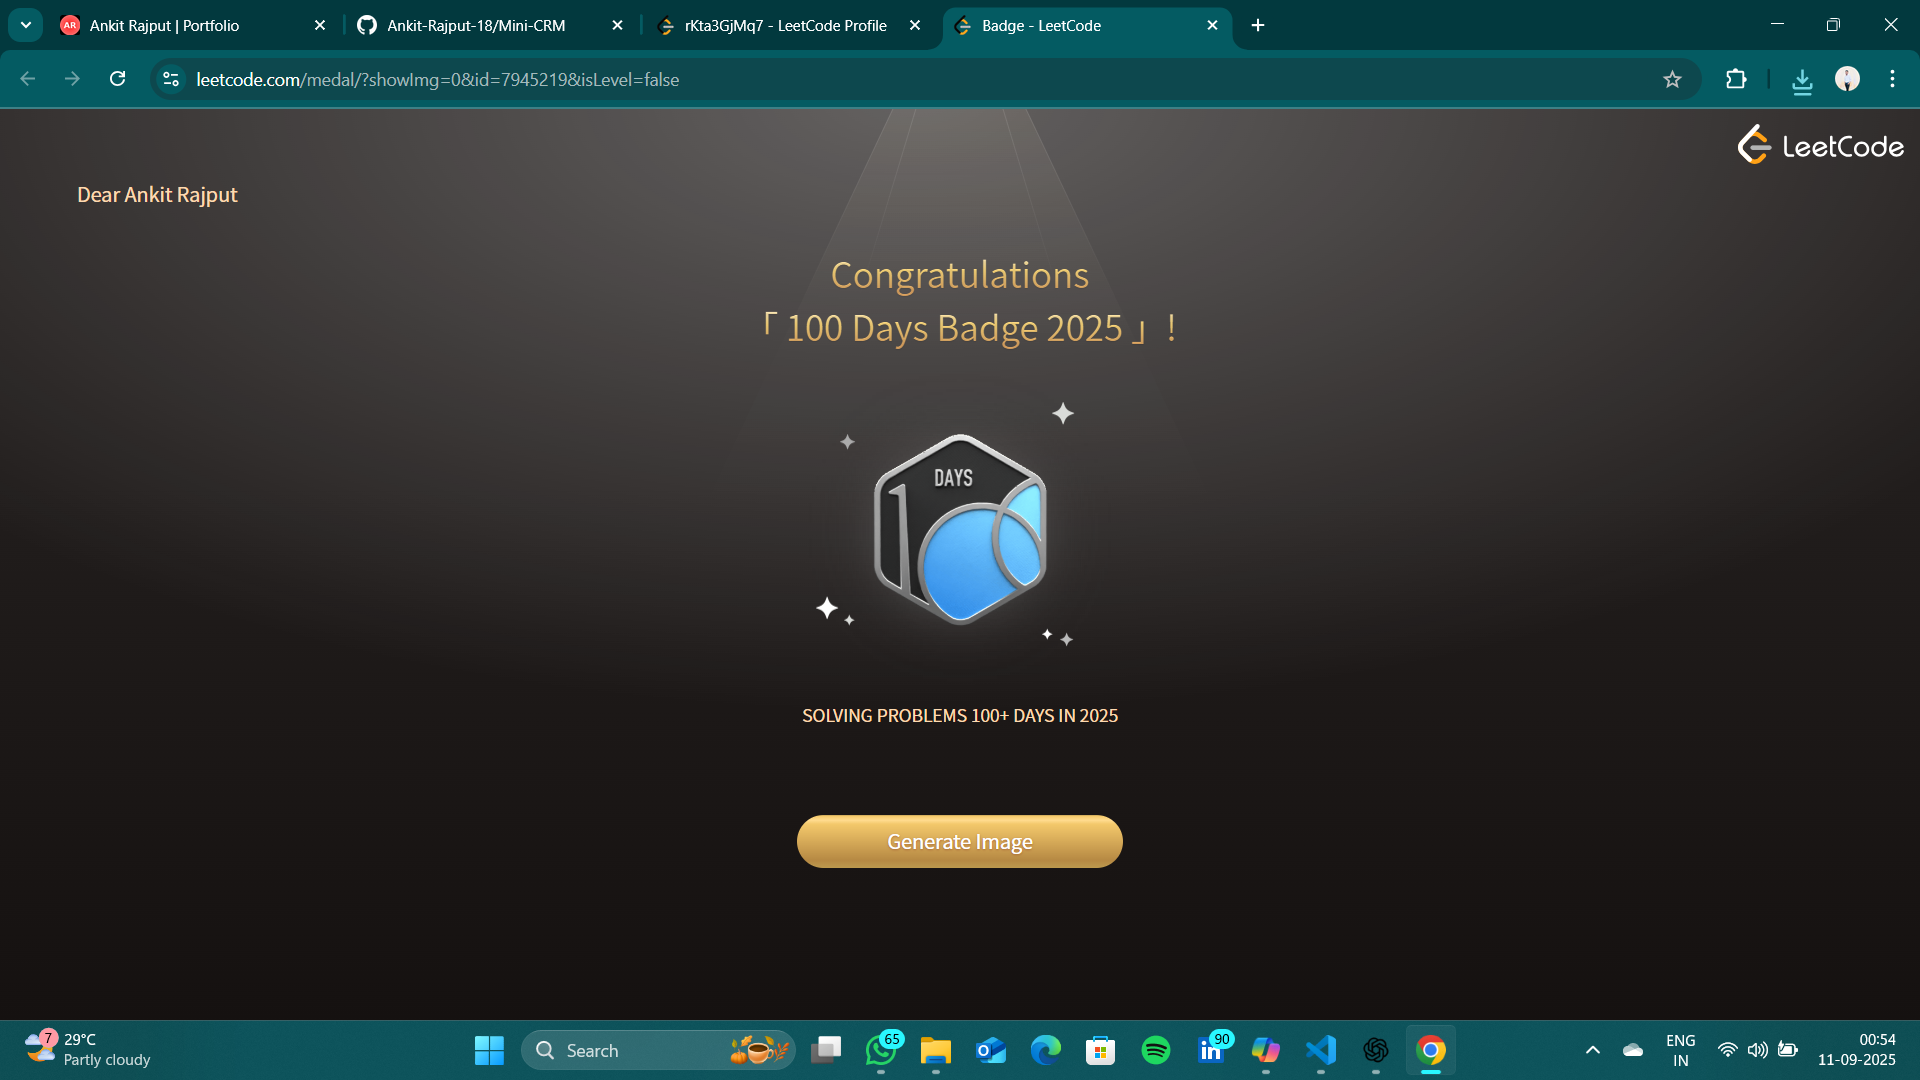 Ankit Rajput | Portfolio
Ankit-Rajput-18/Mini-CRM
rKta3GjMq7 - LeetCode Profile
Badge - LeetCode
leetcode.com/medal/?showImg=0&id=7945219&isLevel=false
LeetCode
Dear Ankit Rajput
Congratulations
「 100 Days Badge 2025 」 !
DAYS
100
SOLVING PROBLEMS 100+ DAYS IN 2025
Generate Image
7
29°C
Partly cloudy
Search
65
90
ENG
IN
00:54
11-09-2025